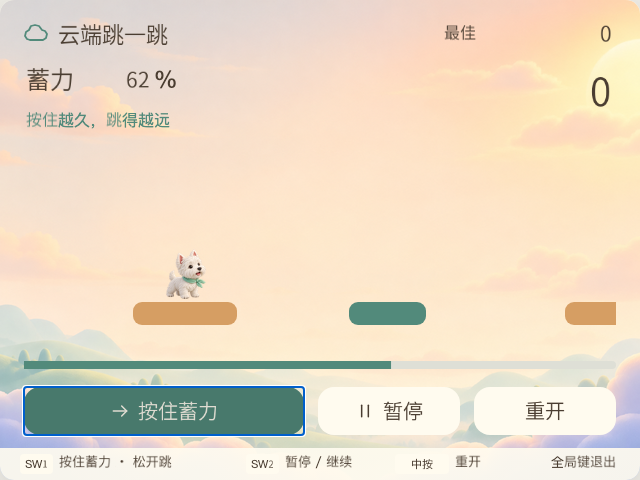 云端跳一跳
最佳 0
蓄力 62 %
0
按住越久，跳得越远
→ 按住蓄力
暂停
重开
SW1 按住蓄力 · 松开跳
SW2 暂停 / 继续
中按 重开
全局键退出